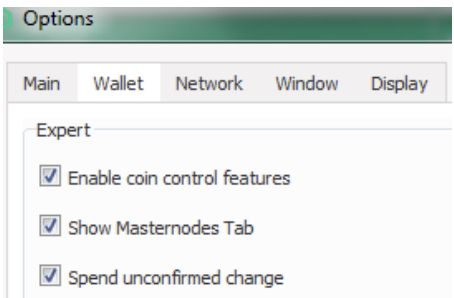 Options
Main Wallet Network Window Display
Expert
Enable coin control features
Show Masternodes Tab
Spend unconfirmed change